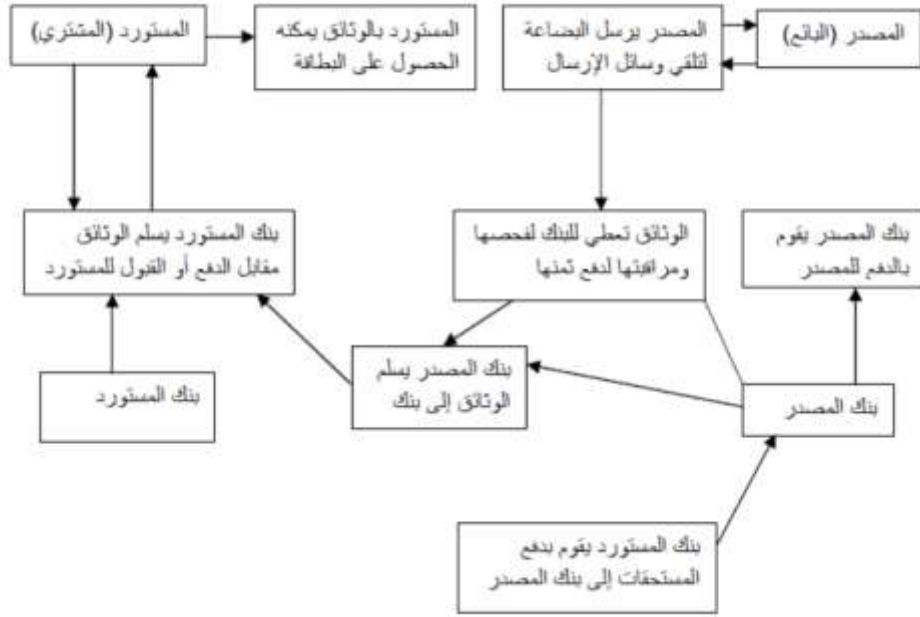 المصدر (البائع)
المصدر يرسل البضاعة
لتلقي وسائل الإرسال
المستورد بالوثائق يمكنه
الحصول على البطاقة
المستورد (المشتري)
بنك المصدر يقوم
بالدفع للمصدر
الوثائق تعطي للبنك لفحصها
ومراقبتها لدفع ثمنها
بنك المستورد يسلم الوثائق
مقابل الدفع أو القبول للمستورد
بنك المصدر
بنك المصدر يسلم
الوثائق إلى بنك
بنك المستورد
بنك المستورد يقوم بدفع
المستحقات إلى بنك المصدر